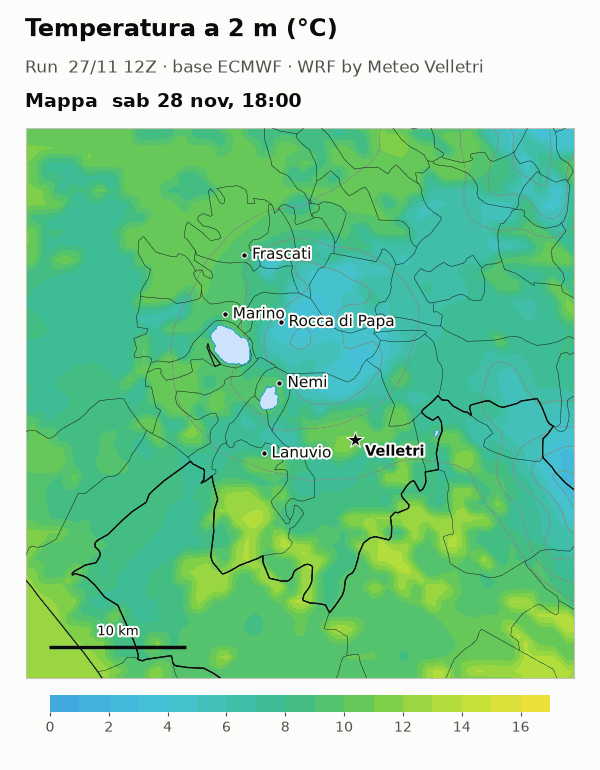 Temperatura a 2 m (°C)
Run  27/11 12Z · base ECMWF · WRF by Meteo Velletri
Mappa  sab 28 nov, 18:00
Frascati
Marino
Rocca di Papa
Nemi
Velletri
Lanuvio
10 km
0 2 4 6 8 10 12 14 16